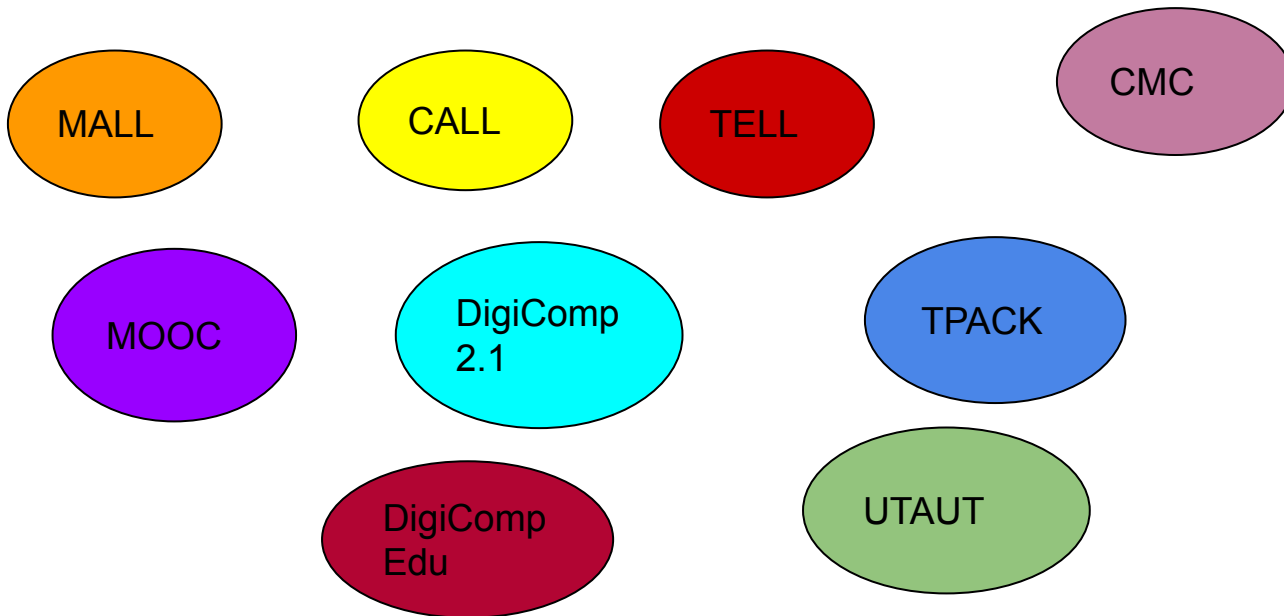 MALL
CALL
TELL
CMC
MOOC
DigiComp
2.1
TPACK
DigiComp
Edu
UTAUT